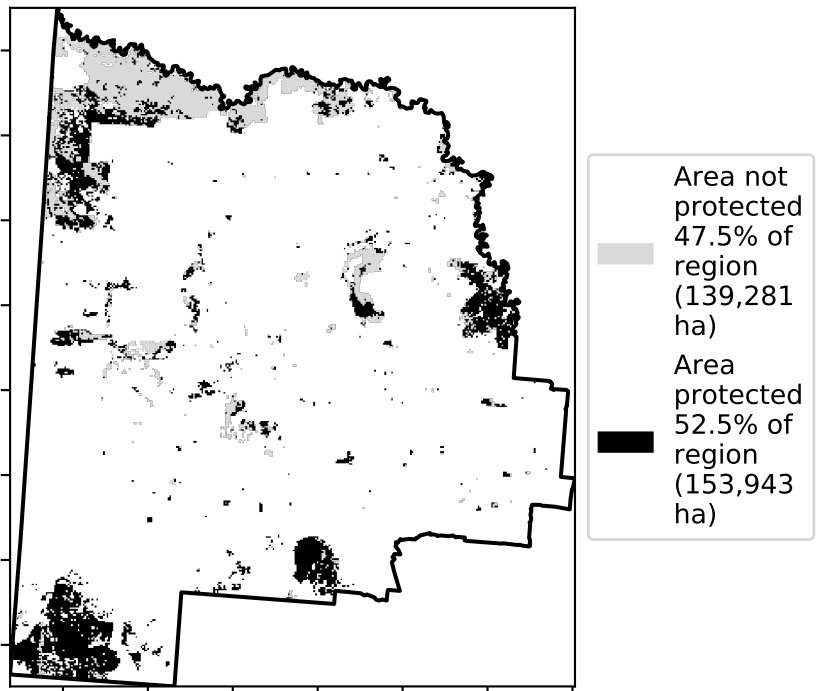 Area not
protected
47.5% of
region
(139,281
ha)
Area
protected
52.5% of
region
(153,943
ha)